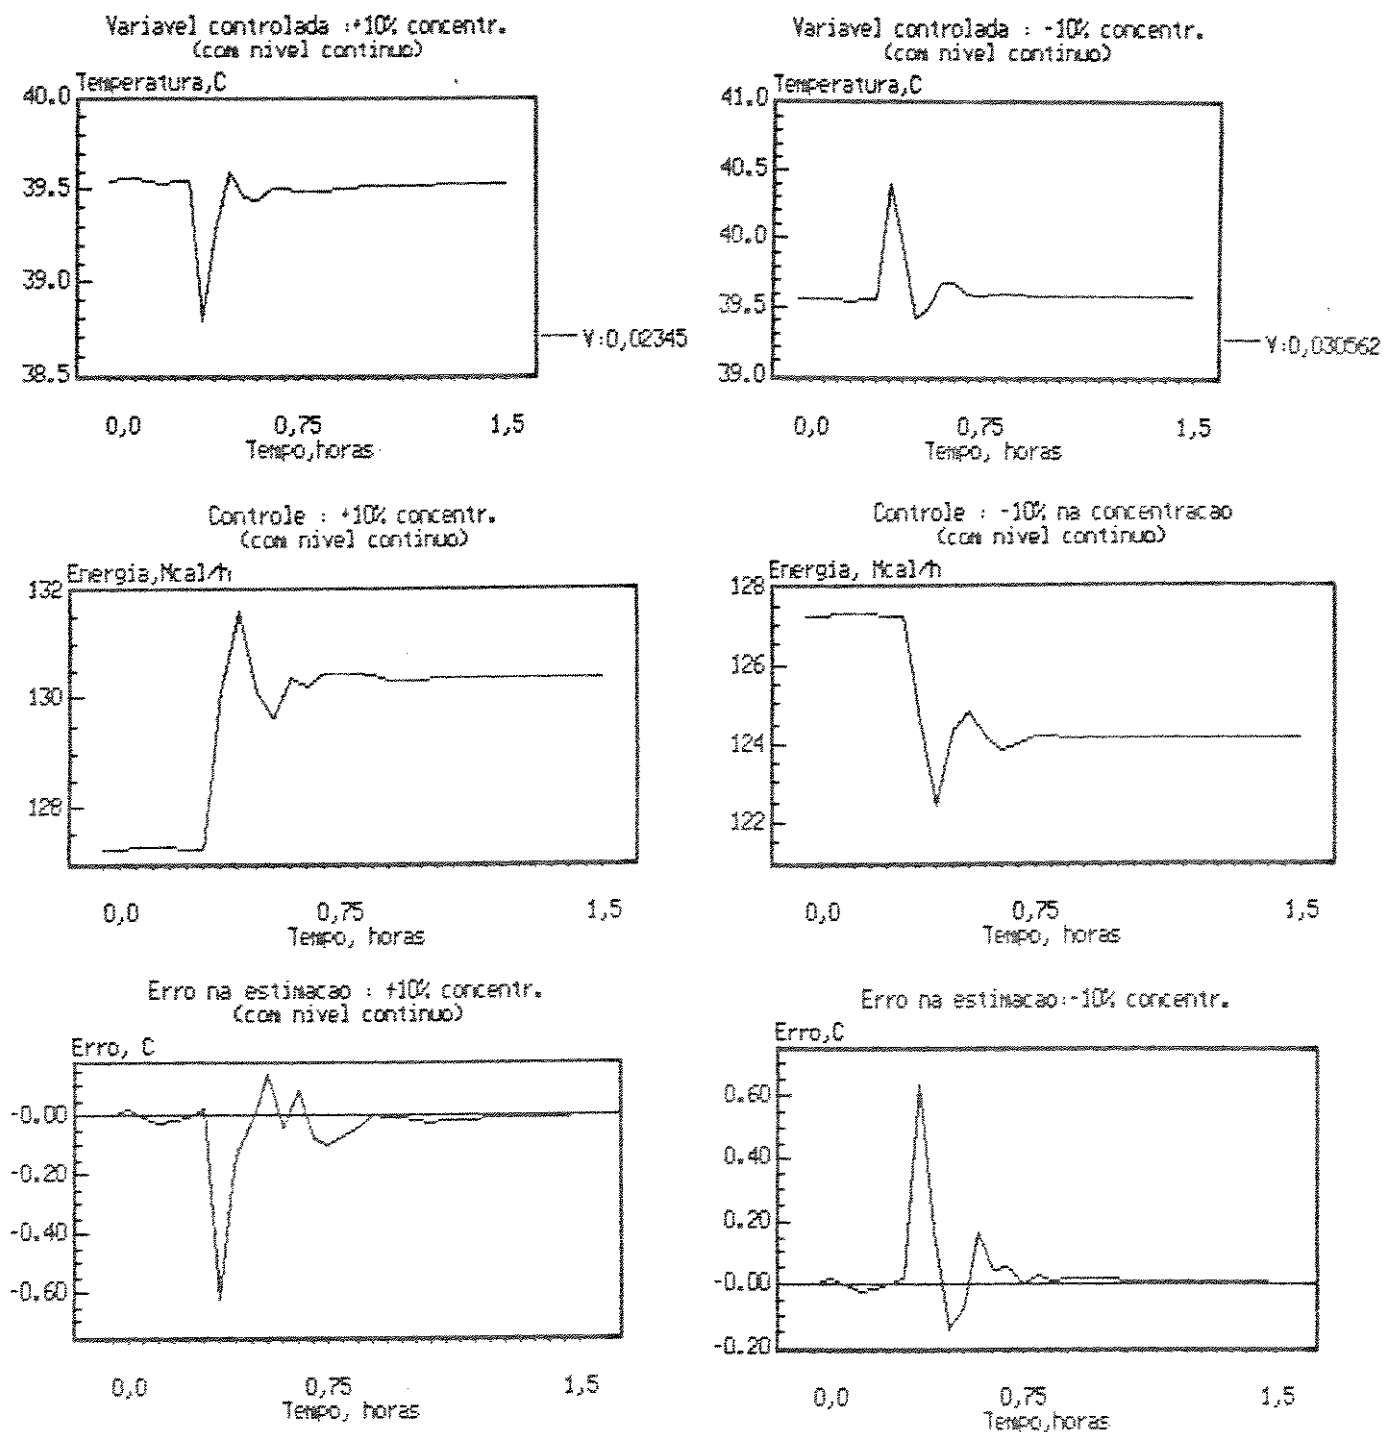 Variavel controlada :+10% concentr.
(com nivel continuo)
Temperatura,C
40.0
39.5
39.0
38.5
V:0,02345
0,0 0,75 1,5
Tempo,horas
Variavel controlada : -10% concentr.
(com nivel continuo)
Temperatura,C
41.0
40.5
40.0
39.5
39.0
V:0,030562
0,0 0,75 1,5
Tempo, horas
Controle : +10% concentr.
(com nivel continuo)
Energia,Mcal/h
132
130
128
0,0 0,75 1,5
Tempo, horas
Controle : -10% na concentracao
(com nivel continuo)
Energia, Mcal/h
128
126
124
122
0,0 0,75 1,5
Tempo, horas
Erro na estimacao : +10% concentr.
(com nivel continuo)
Erro, C
-0.00
-0.20
-0.40
-0.60
0,0 0,75 1,5
Tempo, horas
Erro na estimacao:-10% concentr.
Erro,C
0.60
0.40
0.20
-0.00
-0.20
0,0 0,75 1,5
Tempo,horas